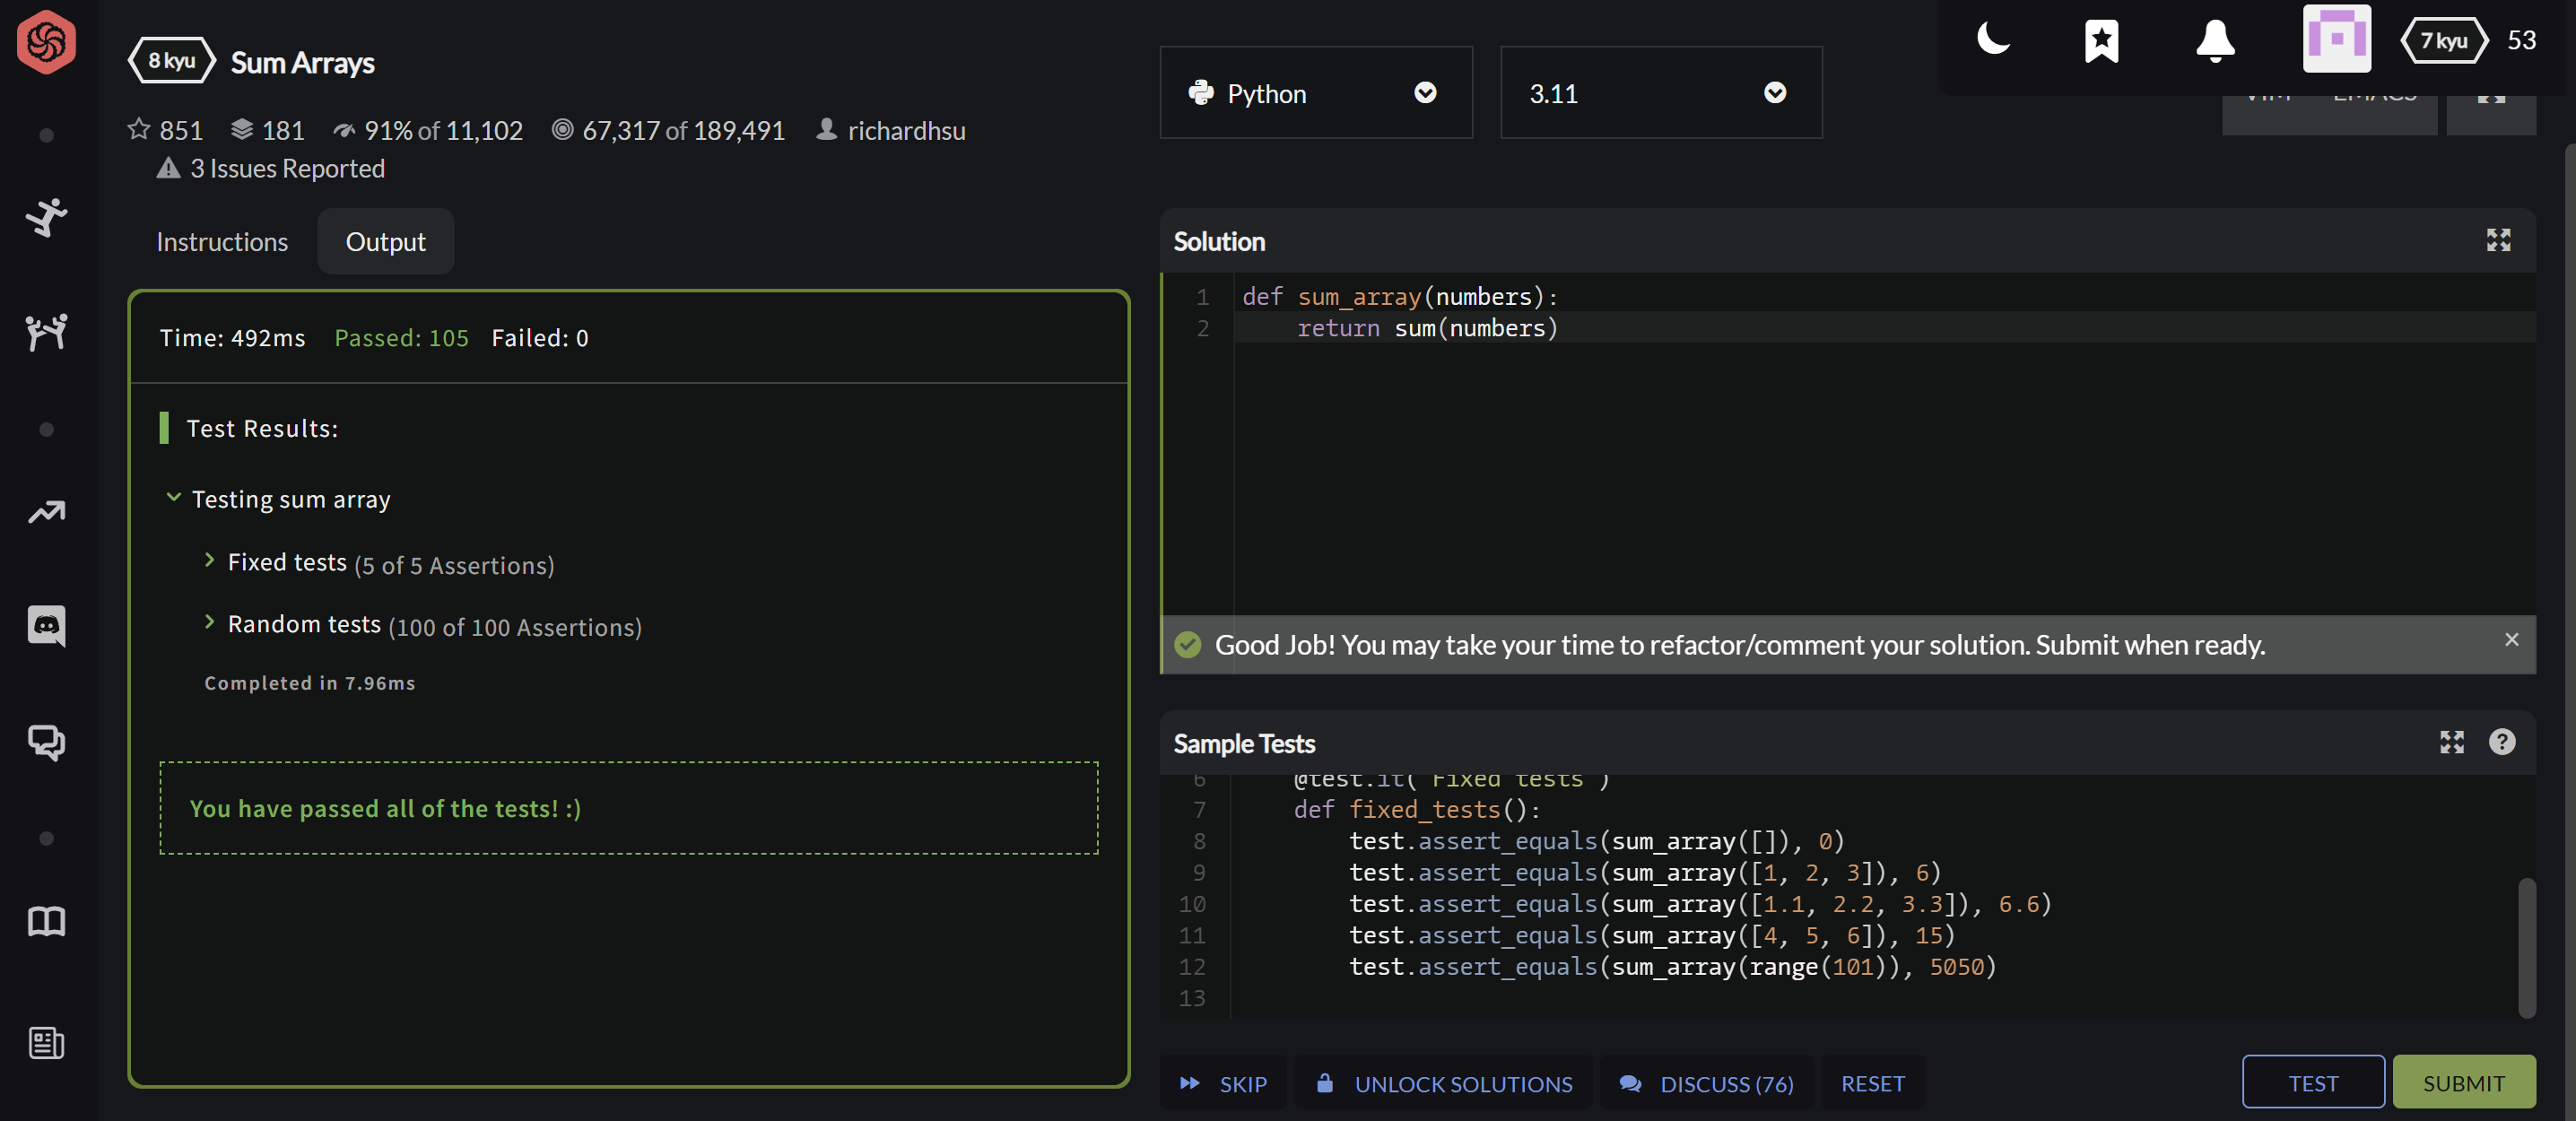 8 kyu Sum Arrays
851 181 91% of 11,102 67,317 of 189,491 richardhsu
3 Issues Reported
Python
3.11
7 kyu 53
VIM EMACS
Instructions Output
Time: 492ms Passed: 105 Failed: 0
Test Results:
Testing sum array
Fixed tests (5 of 5 Assertions)
Random tests (100 of 100 Assertions)
Completed in 7.96ms
You have passed all of the tests! :)
Solution
1 def sum_array(numbers):
2     return sum(numbers)
Good Job! You may take your time to refactor/comment your solution. Submit when ready.
Sample Tests
6     @test.it('Fixed tests')
7     def fixed_tests():
8         test.assert_equals(sum_array([]), 0)
9         test.assert_equals(sum_array([1, 2, 3]), 6)
10         test.assert_equals(sum_array([1.1, 2.2, 3.3]), 6.6)
11         test.assert_equals(sum_array([4, 5, 6]), 15)
12         test.assert_equals(sum_array(range(101)), 5050)
13
SKIP UNLOCK SOLUTIONS DISCUSS (76) RESET TEST SUBMIT